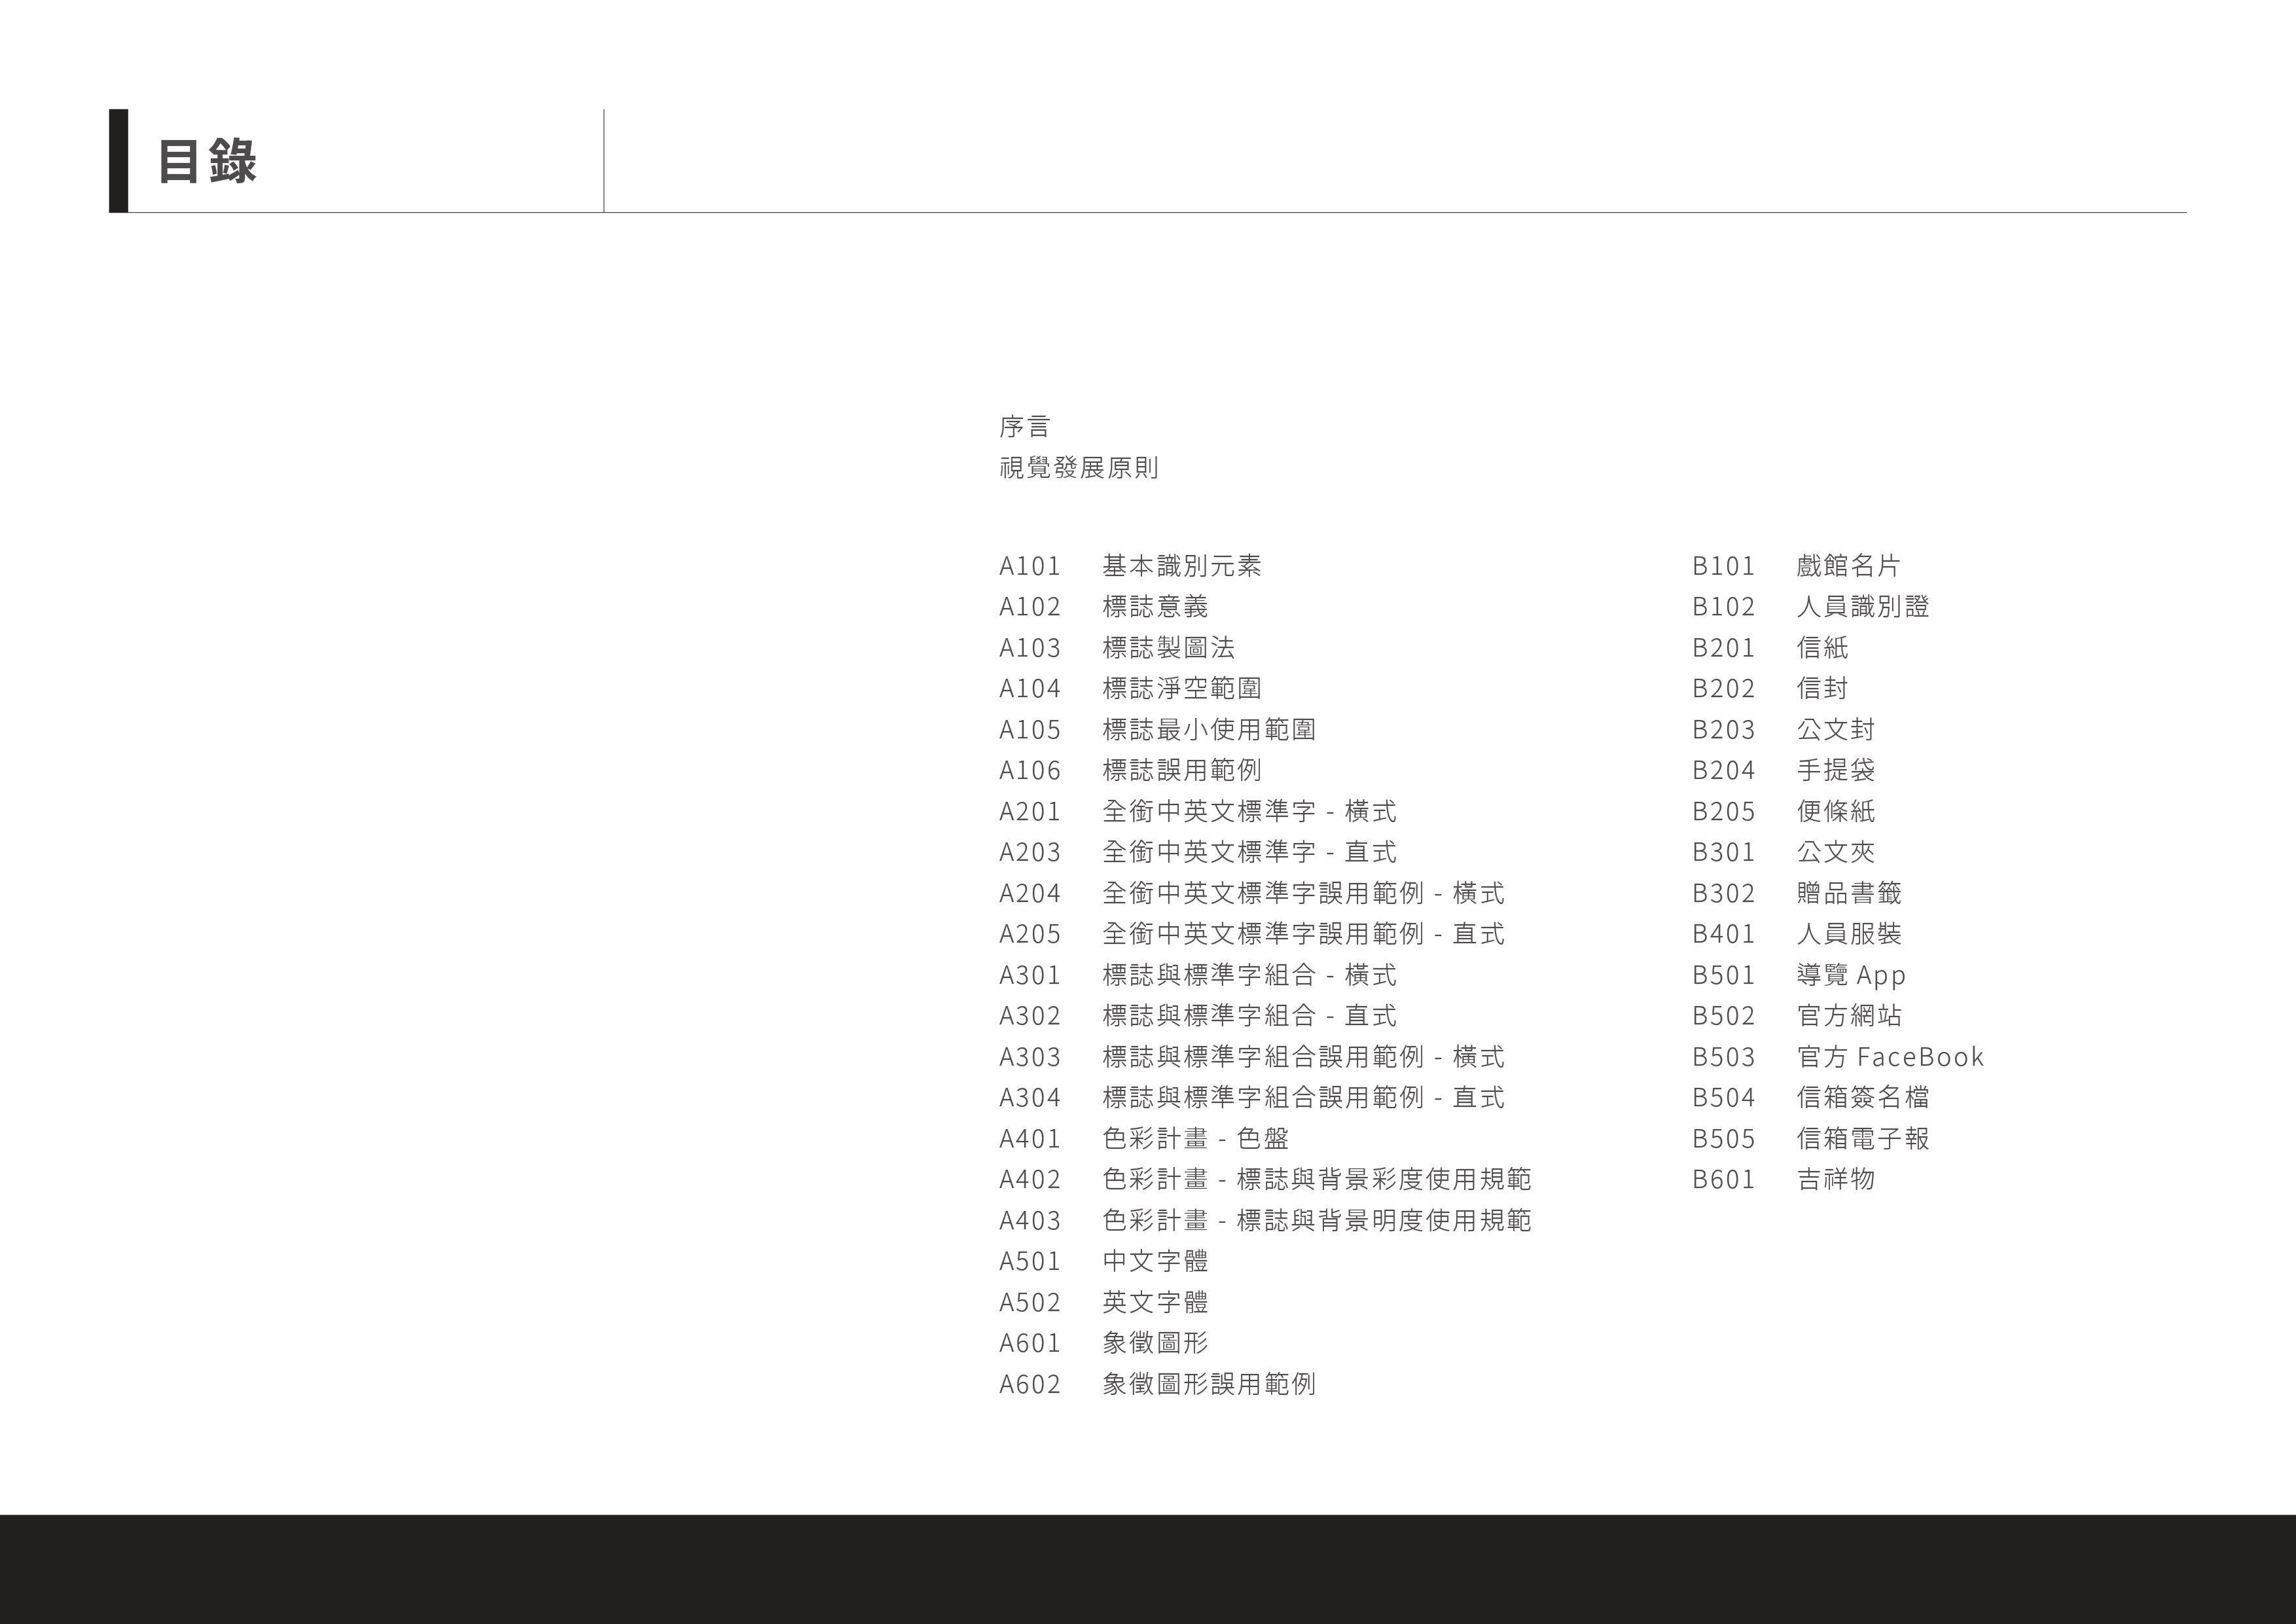 目錄
序言
視覺發展原則
A101 基本識別元素
A102 標誌意義
A103 標誌製圖法
A104 標誌淨空範圍
A105 標誌最小使用範圍
A106 標誌誤用範例
A201 全銜中英文標準字 - 橫式
A203 全銜中英文標準字 - 直式
A204 全銜中英文標準字誤用範例 - 橫式
A205 全銜中英文標準字誤用範例 - 直式
A301 標誌與標準字組合 - 橫式
A302 標誌與標準字組合 - 直式
A303 標誌與標準字組合誤用範例 - 橫式
A304 標誌與標準字組合誤用範例 - 直式
A401 色彩計畫 - 色盤
A402 色彩計畫 - 標誌與背景彩度使用規範
A403 色彩計畫 - 標誌與背景明度使用規範
A501 中文字體
A502 英文字體
A601 象徵圖形
A602 象徵圖形誤用範例
B101 戲館名片
B102 人員識別證
B201 信紙
B202 信封
B203 公文封
B204 手提袋
B205 便條紙
B301 公文夾
B302 贈品書籤
B401 人員服裝
B501 導覽 App
B502 官方網站
B503 官方 FaceBook
B504 信箱簽名檔
B505 信箱電子報
B601 吉祥物